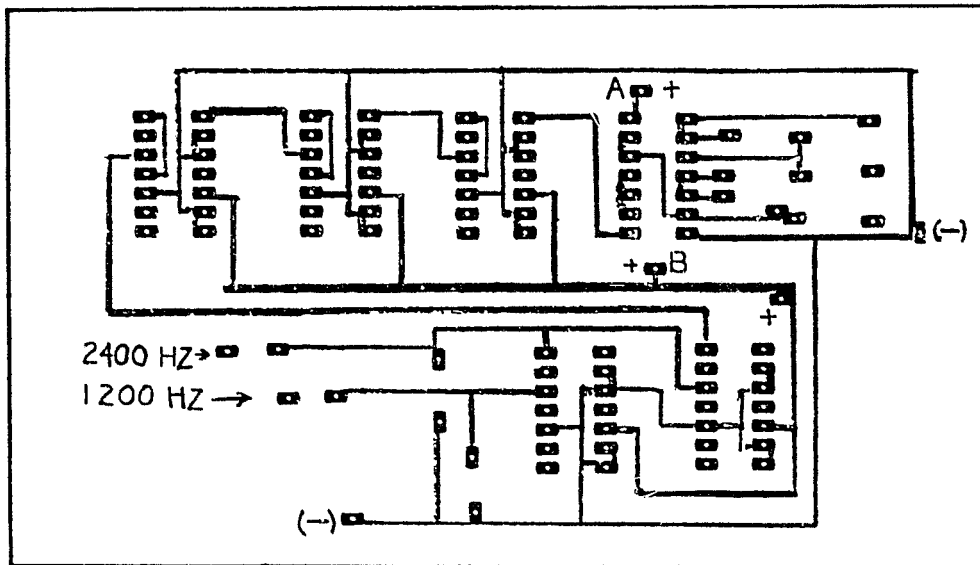 A +
(—)
+ B
+
2400 HZ→
1200 HZ→
(—)